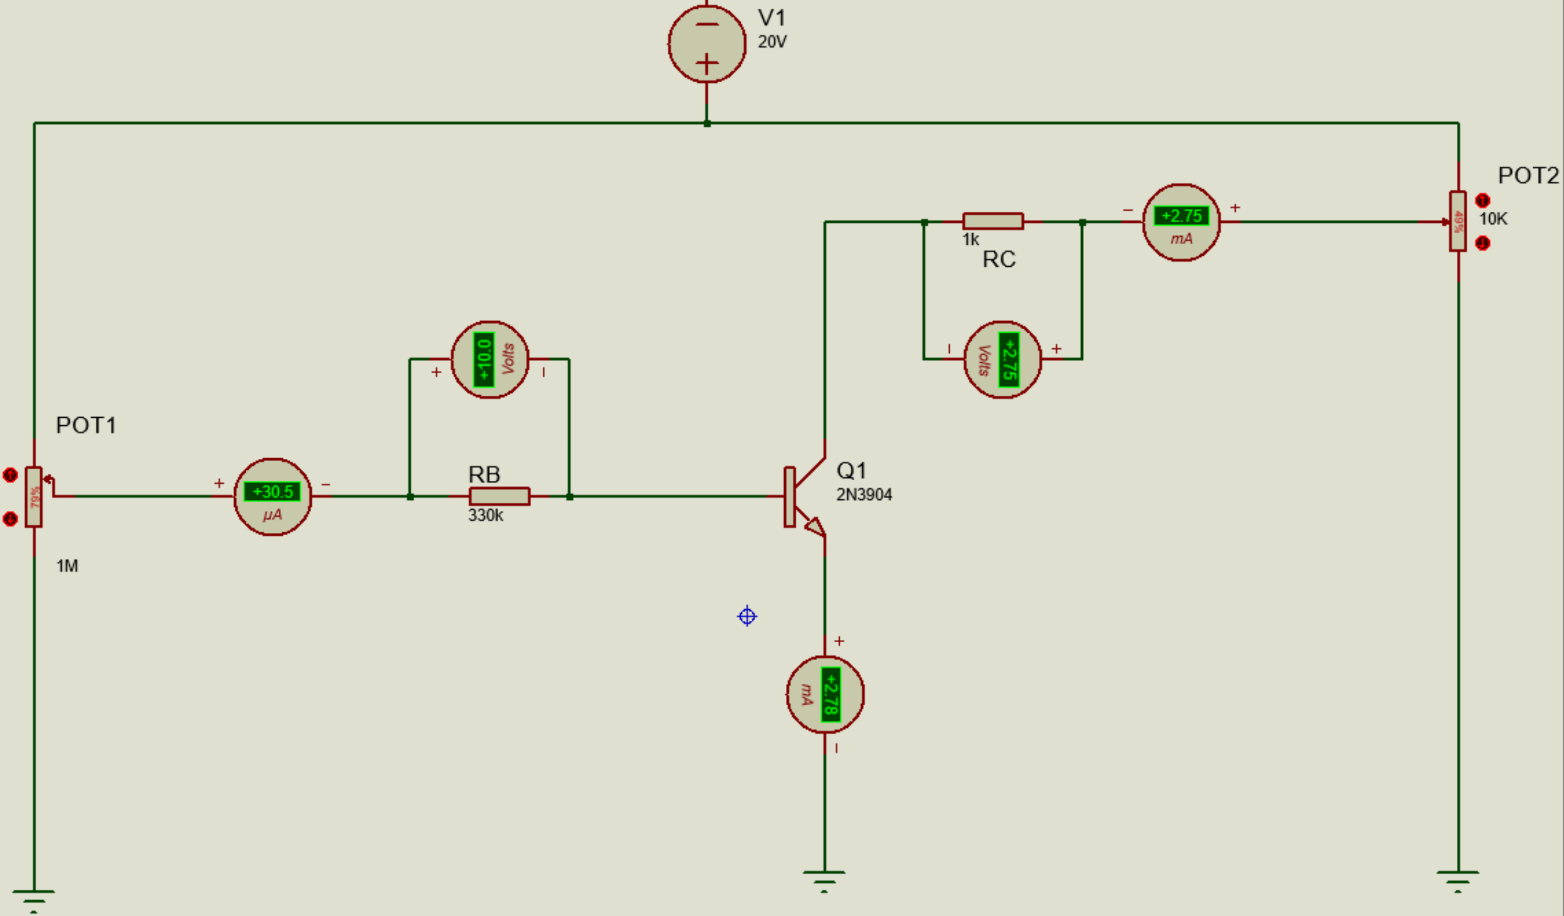 V1
20V
POT2
10K
49%
+2.75
mA
1k
RC
+2.75
Volts
+10.0
Volts
POT1
79%
1M
+30.5
µA
RB
330k
Q1
2N3904
+2.78
mA